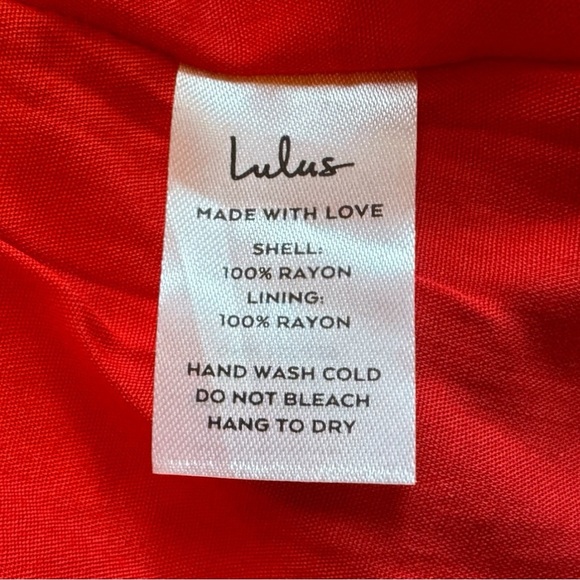 Lulus
MADE WITH LOVE
SHELL:
100% RAYON
LINING:
100% RAYON
HAND WASH COLD
DO NOT BLEACH
HANG TO DRY